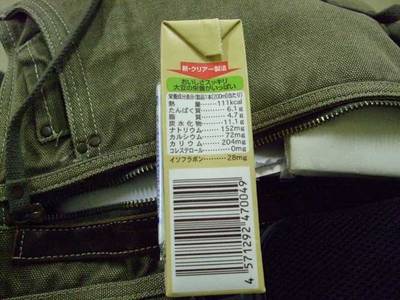 新・クリアー製法
おいしさスッキリ
大豆の栄養がいっぱい
栄養成分表示(製品1本(200ml)当たり)
熱量 111kcal
たんぱく質 6.1g
脂質 4.7g
炭水化物 11.1g
ナトリウム 152mg
カルシウム 72mg
カリウム 204mg
コレステロール 0mg
イソフラボン 28mg
4 571292 470049